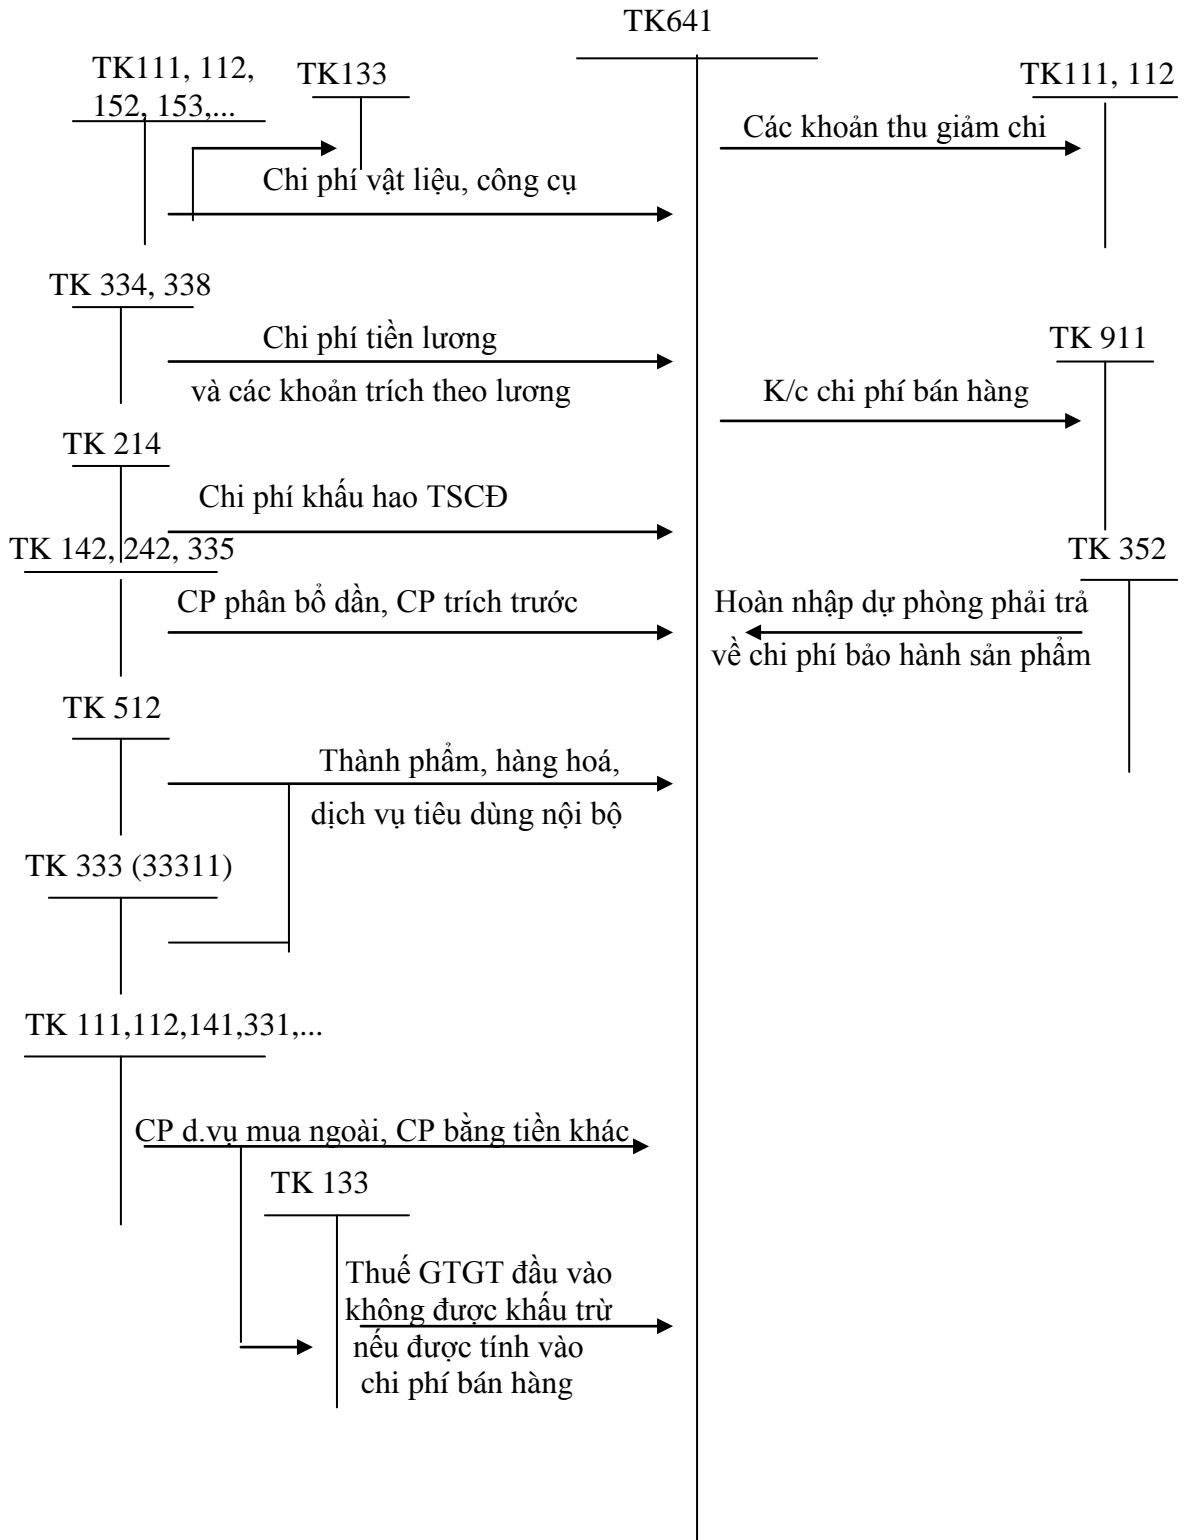 TK641
TK111, 112,
152, 153,...
TK133
TK111, 112
Các khoản thu giảm chi
Chi phí vật liệu, công cụ
TK 334, 338
Chi phí tiền lương
và các khoản trích theo lương
TK 911
K/c chi phí bán hàng
TK 214
Chi phí khấu hao TSCĐ
TK 142, 242, 335
TK 352
CP phân bổ dần, CP trích trước
Hoàn nhập dự phòng phải trả
về chi phí bảo hành sản phẩm
TK 512
Thành phẩm, hàng hoá,
dịch vụ tiêu dùng nội bộ
TK 333 (33311)
TK 111,112,141,331,...
CP d.vụ mua ngoài, CP bằng tiền khác
TK 133
Thuế GTGT đầu vào
không được khấu trừ
nếu được tính vào
chi phí bán hàng